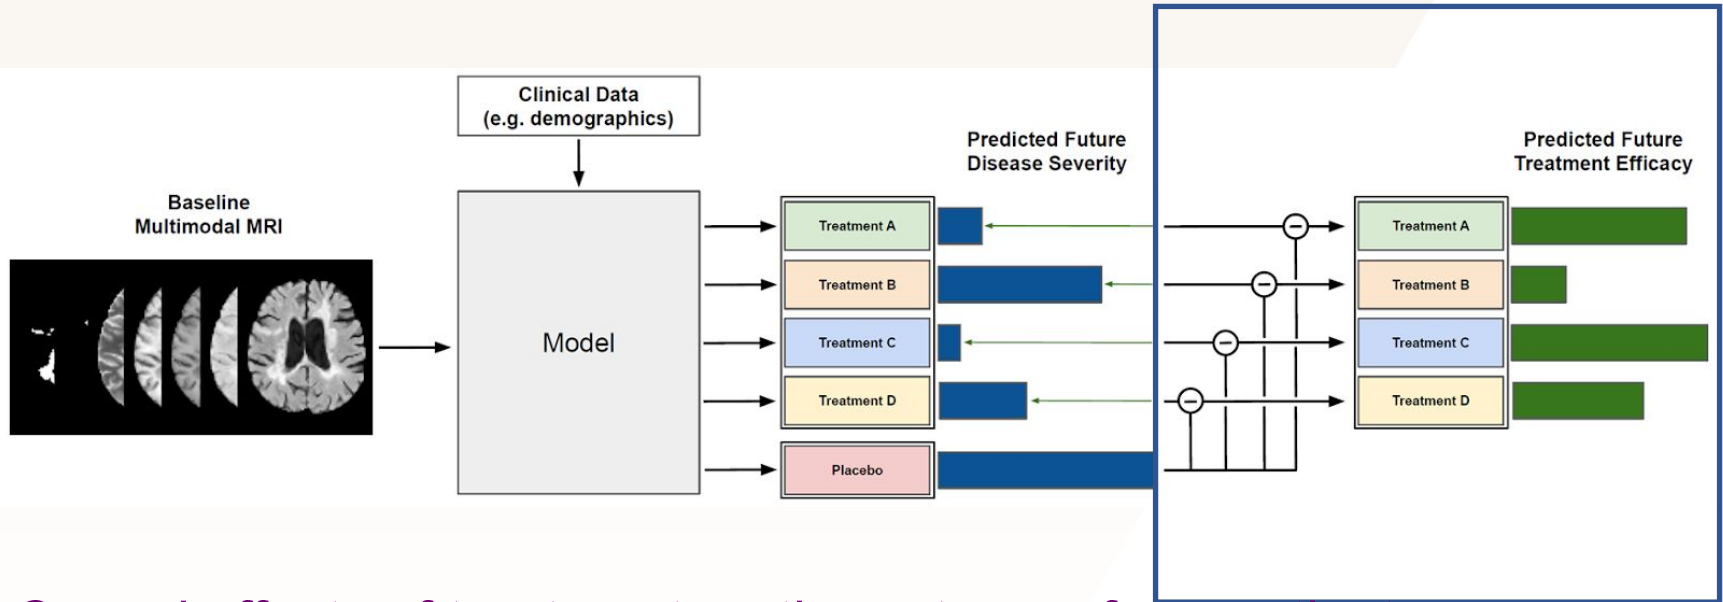 Clinical Data
(e.g. demographics)
Predicted Future
Disease Severity
Predicted Future
Treatment Efficacy
Baseline
Multimodal MRI
Model
Treatment A
Treatment B
Treatment C
Treatment D
Placebo
Treatment A
Treatment B
Treatment C
Treatment D